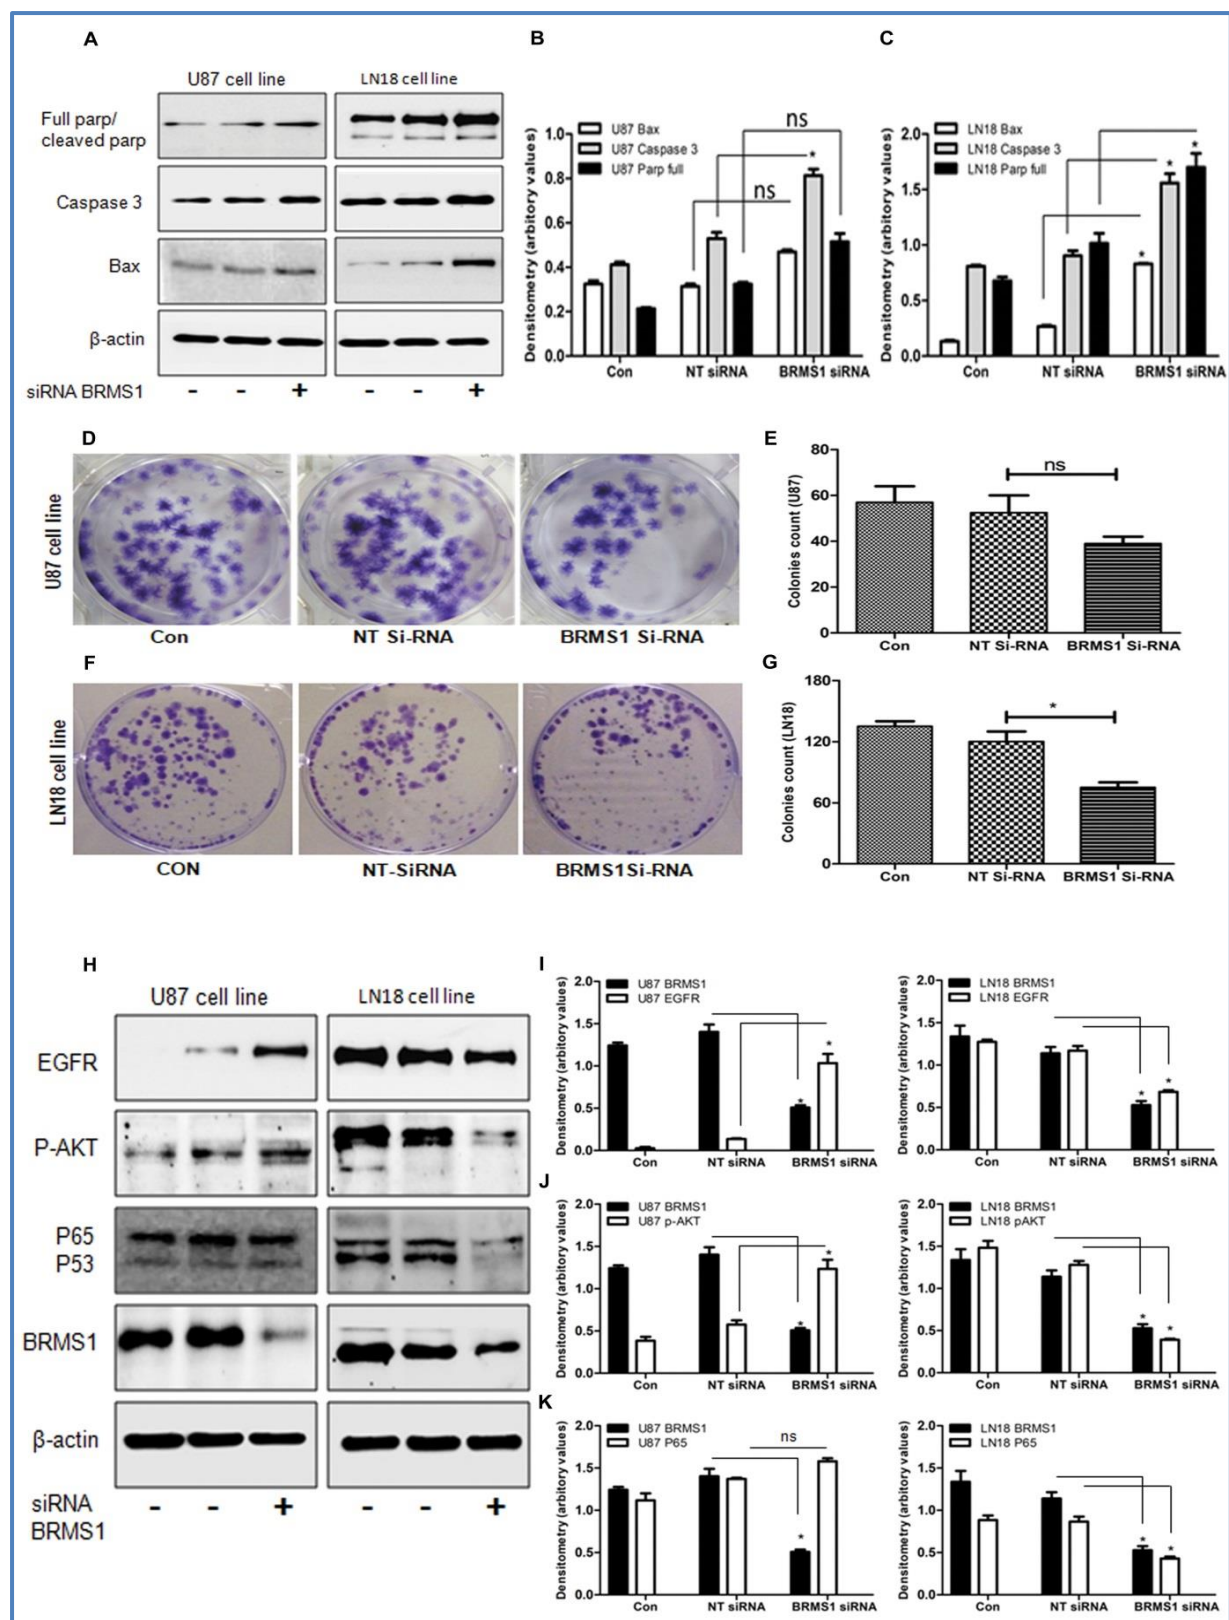 A
U87 cell line
LN18 cell line
Full parp/
cleaved parp
Caspase 3
Bax
β-actin
siRNA BRMS1
- - + - - +
B
U87 Bax
U87 Caspase 3
U87 Parp full
ns
*
ns
Densitometry (arbitory values)
1.0
0.8
0.6
0.4
0.2
0.0
Con NT siRNA BRMS1 siRNA
C
LN18 Bax
LN18 Caspase 3
LN18 Parp full
* * *
Densitometry (arbitory values)
2.0
1.5
1.0
0.5
0.0
Con NT siRNA BRMS1 siRNA
D
U87 cell line
Con NT Si-RNA BRMS1 Si-RNA
E
Colonies count (U87)
80
60
40
20
0
ns
Con NT Si-RNA BRMS1 Si-RNA
F
LN18 cell line
CON NT-SiRNA BRMS1Si-RNA
G
Colonies count (LN18)
180
120
60
0
*
Con NT Si-RNA BRMS1 Si-RNA
H
U87 cell line
LN18 cell line
EGFR
P-AKT
P65
P53
BRMS1
β-actin
siRNA
BRMS1
- - + - - +
I
U87 BRMS1
U87 EGFR
Densitometry (arbitory values)
2.0
1.5
1.0
0.5
0.0
* *
Con NT siRNA BRMS1 siRNA
LN18 BRMS1
LN18 EGFR
Densitometry (arbitory values)
2.0
1.5
1.0
0.5
0.0
* *
Con NT siRNA BRMS1 siRNA
J
U87 BRMS1
U87 p-AKT
Densitometry (arbitory values)
2.0
1.5
1.0
0.5
0.0
* *
Con NT siRNA BRMS1 siRNA
LN18 BRMS1
LN18 pAKT
Densitometry (arbitory values)
2.0
1.5
1.0
0.5
0.0
* *
Con NT siRNA BRMS1 siRNA
K
U87 BRMS1
U87 P65
ns
Densitometry (arbitory values)
2.0
1.5
1.0
0.5
0.0
*
Con NT siRNA BRMS1 siRNA
LN18 BRMS1
LN18 P65
Densitometry (arbitory values)
2.0
1.5
1.0
0.5
0.0
* *
Con NT siRNA BRMS1 siRNA